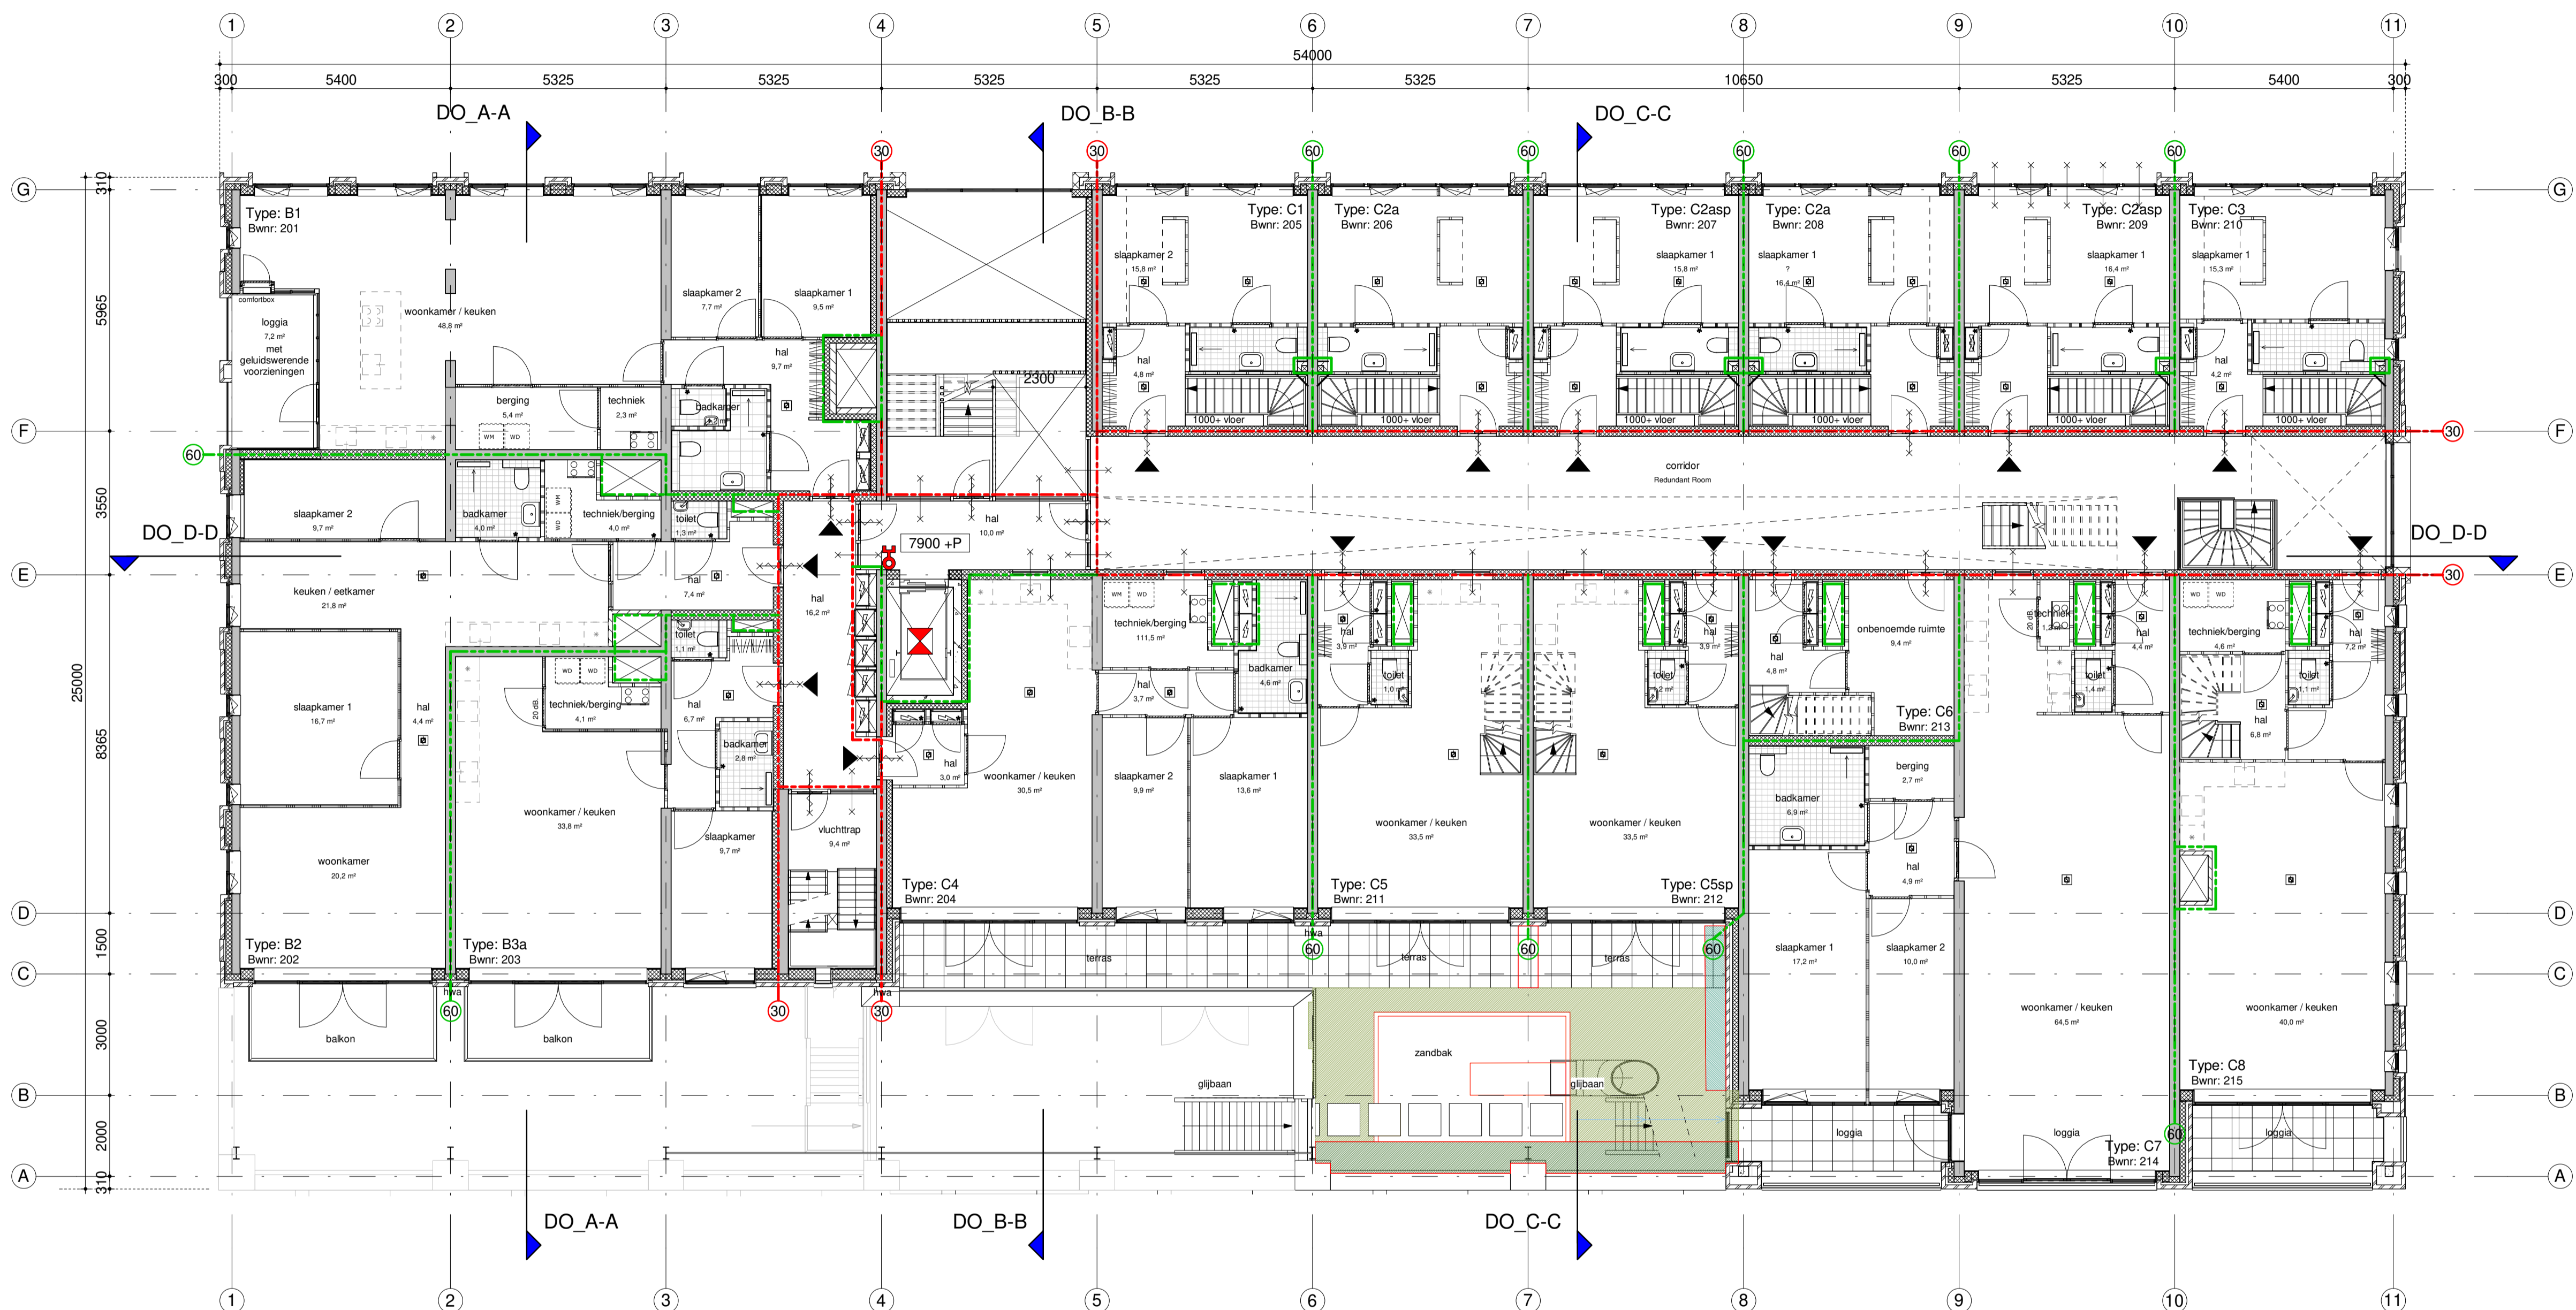 1 2 3 4 5 6 7 8 9 10 11
54000
300 5400 5325 5325 5325 5325 5325 10650 5325 5400 300
DO_A-A DO_B-B DO_C-C
30 30 60 60 60 60 60
G G
310
Type: B1
Bwnr: 201
Type: C1
Bwnr: 205
Type: C2a
Bwnr: 206
Type: C2asp
Bwnr: 207
Type: C2a
Bwnr: 208
Type: C2asp
Bwnr: 209
Type: C3
Bwnr: 210
slaapkamer 2
15,8 m²
slaapkamer 1
15,8 m²
slaapkamer 1
?
16,4 m²
slaapkamer 1
16,4 m²
slaapkamer 1
15,3 m²
comfortbox
loggia
7,2 m²
met
geluidswerende
voorzieningen
woonkamer / keuken
48,8 m²
slaapkamer 2
7,7 m²
slaapkamer 1
9,5 m²
5965
hal
9,7 m²
2300
hal
4,8 m²
hal
4,2 m²
berging
5,4 m²
techniek
2,3 m²
badkamer
WM WD
1000+ vloer 1000+ vloer 1000+ vloer 1000+ vloer 1000+ vloer 1000+ vloer
F F
60
30
corridor
Redundant Room
3550
slaapkamer 2
9,7 m²
badkamer
4,0 m²
WM
WD
techniek/berging
4,0 m²
toilet
1,3 m²
hal
10,0 m²
7900 +P
DO_D-D DO_D-D
E E
30
keuken / eetkamer
21,8 m²
hal
7,4 m²
hal
16,2 m²
toilet
1,1 m²
WM WD
techniek/berging
111,5 m²
badkamer
4,6 m²
hal
3,7 m²
hal
3,9 m²
toilet
1,0 m²
hal
3,9 m²
toilet
1,2 m²
hal
4,8 m²
onbenoemde ruimte
9,4 m²
20 dB.
techniek
hal
4,4 m²
toilet
1,4 m²
WD WD
techniek/berging
4,6 m²
hal
7,2 m²
toilet
1,1 m²
hal
6,8 m²
25000
8365
slaapkamer 1
16,7 m²
hal
4,4 m²
WD WD
20 dB.
techniek/berging
4,1 m²
hal
6,7 m²
badkamer
2,8 m²
hal
3,0 m²
woonkamer / keuken
30,5 m²
slaapkamer 2
9,9 m²
slaapkamer 1
13,6 m²
Type: C6
Bwnr: 213
berging
2,7 m²
badkamer
6,9 m²
woonkamer / keuken
33,8 m²
slaapkamer
9,7 m²
vluchttrap
9,4 m²
woonkamer / keuken
33,5 m²
woonkamer / keuken
33,5 m²
woonkamer
20,2 m²
hal
4,9 m²
Type: C4
Bwnr: 204
Type: C5
Bwnr: 211
Type: C5sp
Bwnr: 212
D D
1500
Type: B2
Bwnr: 202
Type: B3a
Bwnr: 203
hwa
60 60 60
terras terras terras
slaapkamer 1
17,2 m²
slaapkamer 2
10,0 m²
C C
hwa hwa
60 30 30
woonkamer / keuken
64,5 m²
woonkamer / keuken
40,0 m²
3000
balkon balkon
zandbak
glijbaan glijbaan
Type: C8
Bwnr: 215
B B
2000
loggia loggia loggia
60
Type: C7
Bwnr: 214
A A
310
DO_A-A DO_B-B DO_C-C
1 2 3 4 5 6 7 8 9 10 11